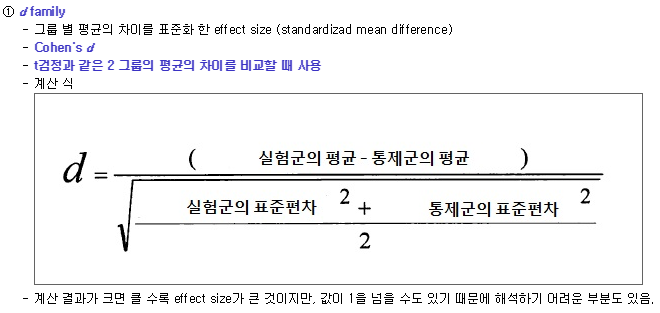 ① d family
- 그룹 별 평균의 차이를 표준화 한 effect size (standardizad mean difference)
- Cohen's d
- t검정과 같은 2 그룹의 평균의 차이를 비교할 때 사용
- 계산 식
( 실험군의 평균 - 통제군의 평균 )
d =
실험군의 표준편차 2 + 통제군의 표준편차 2
2
- 계산 결과가 크면 클 수록 effect size가 큰 것이지만, 값이 1을 넘을 수도 있기 때문에 해석하기 어려운 부분도 있음.